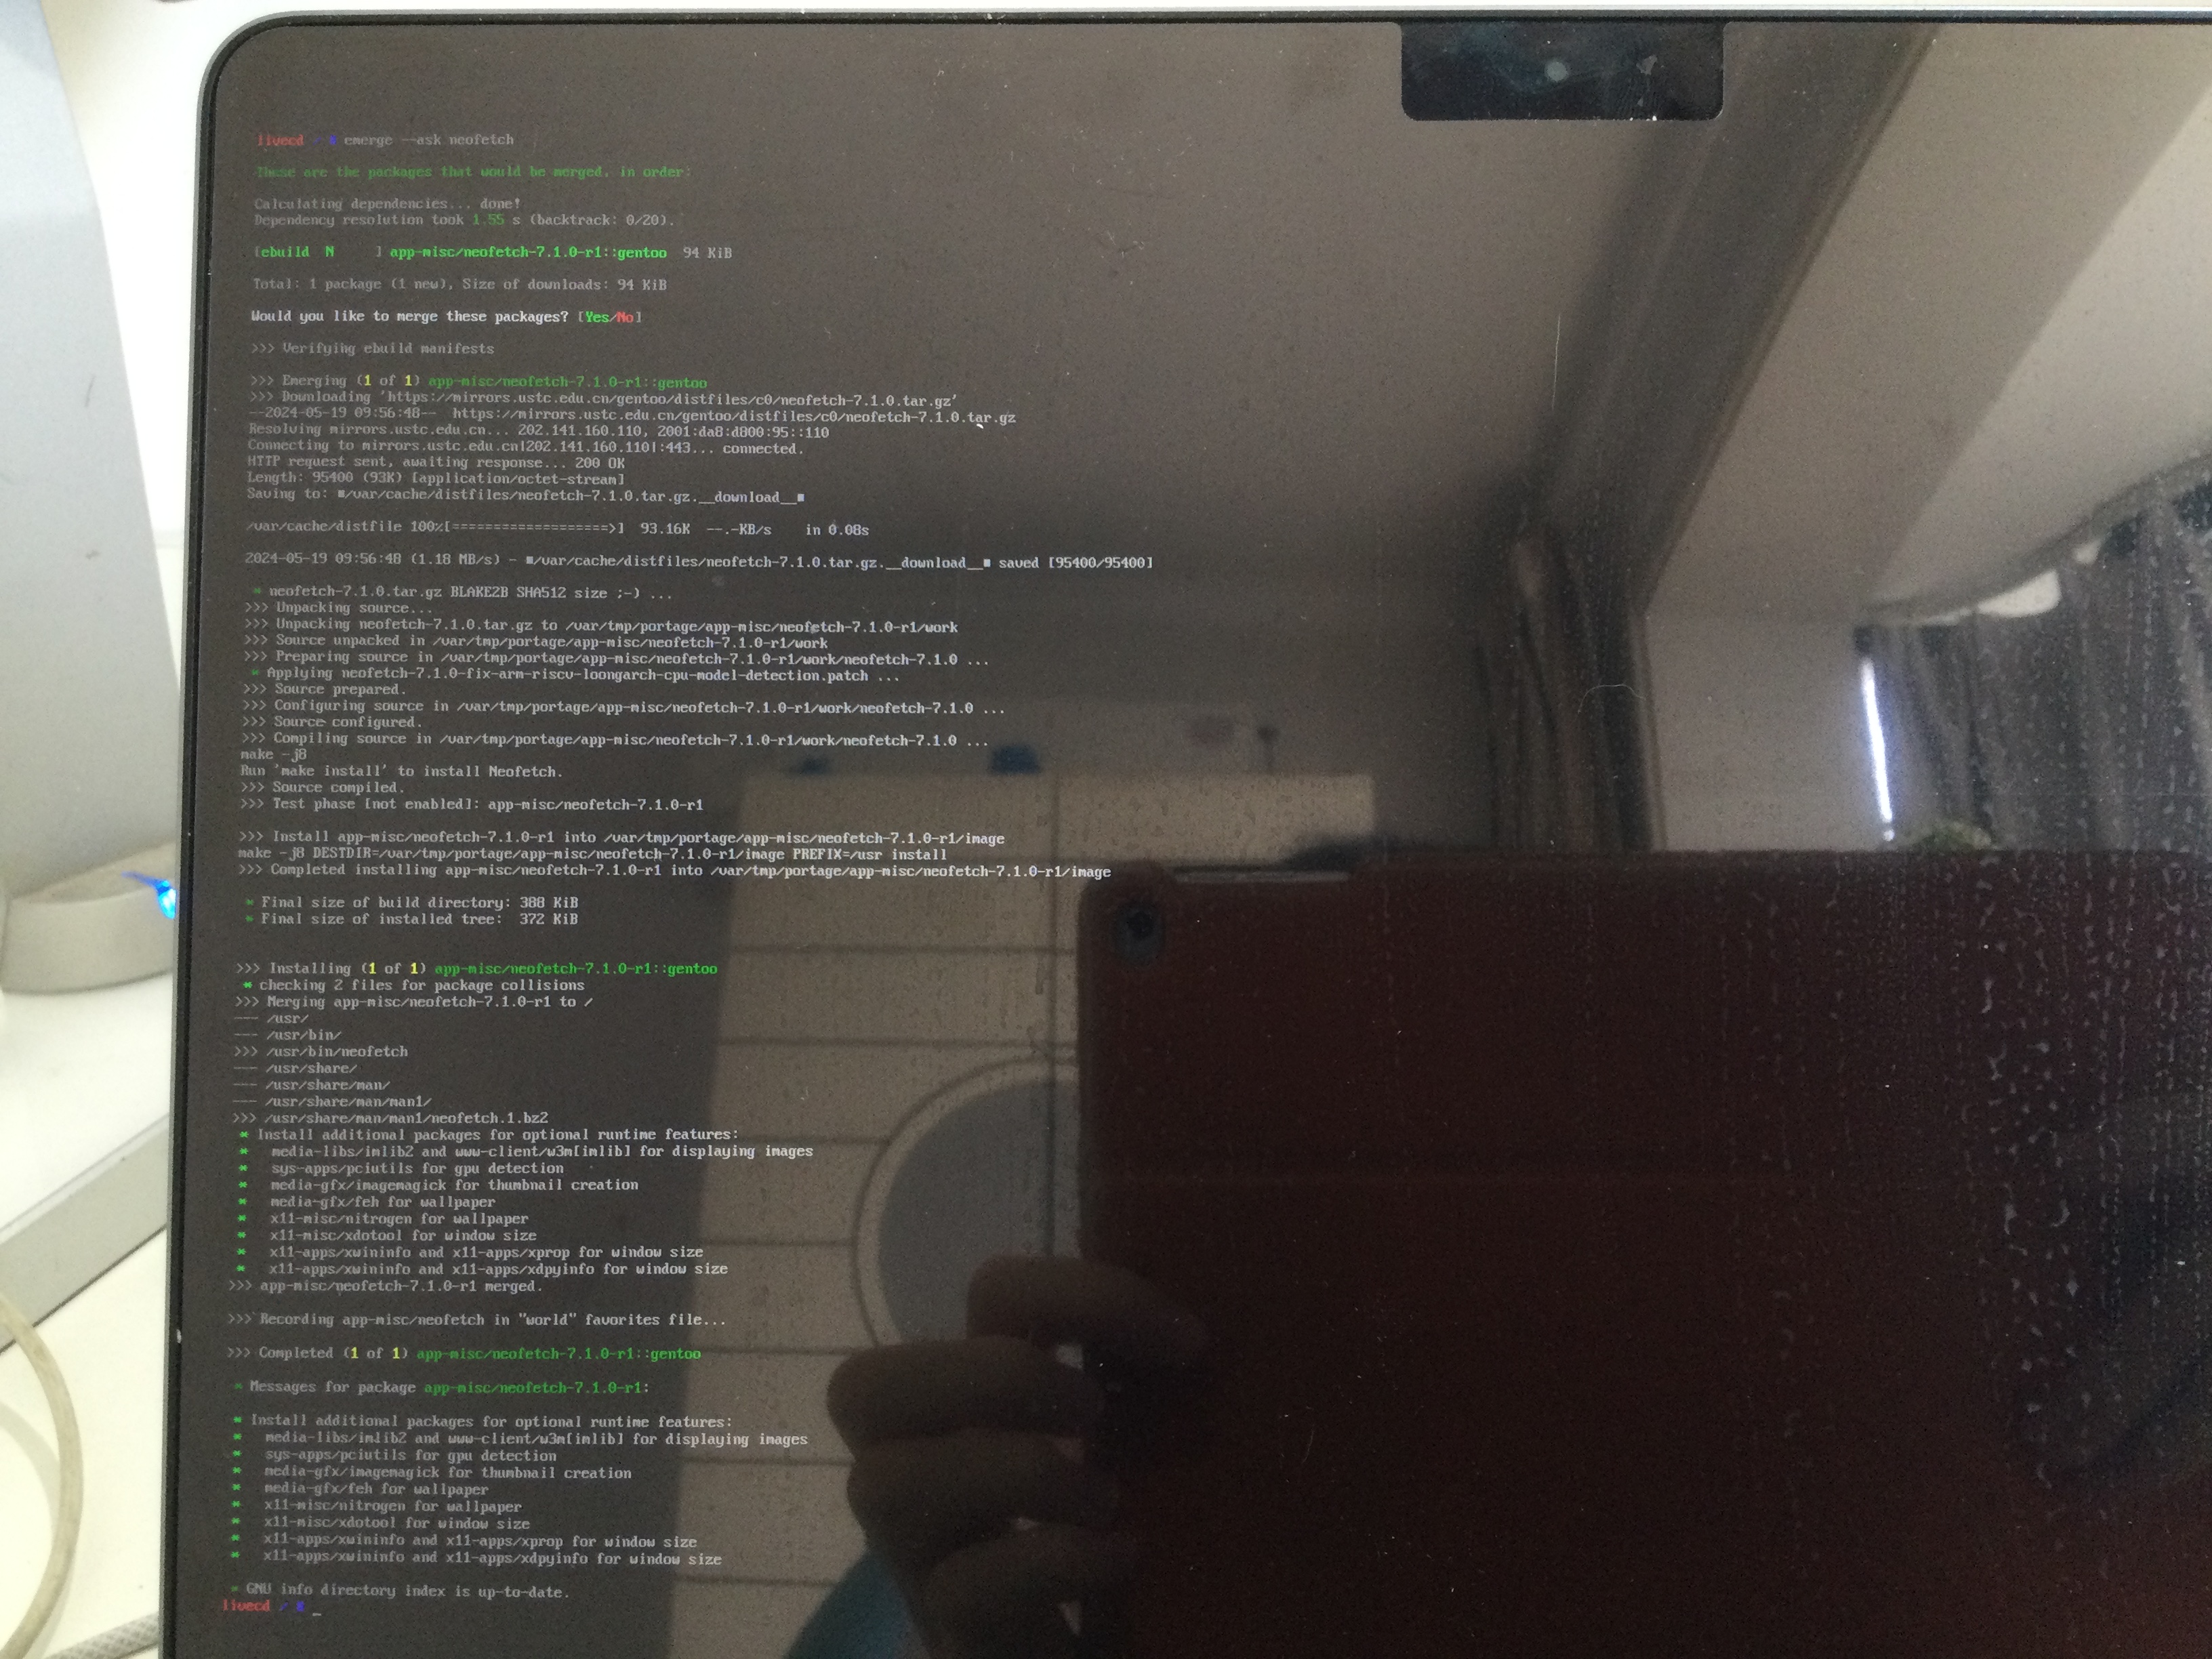 livecd / # emerge --ask neofetch
These are the packages that would be merged, in order:
Calculating dependencies... done!
Dependency resolution took 1.55 s (backtrack: 0/20).
[ebuild  N     ] app-misc/neofetch-7.1.0-r1::gentoo  94 KiB
Total: 1 package (1 new), Size of downloads: 94 KiB
Would you like to merge these packages? [Yes/No]
>>> Verifying ebuild manifests
>>> Emerging (1 of 1) app-misc/neofetch-7.1.0-r1::gentoo
>>> Downloading 'https://mirrors.ustc.edu.cn/gentoo/distfiles/c0/neofetch-7.1.0.tar.gz'
--2024-05-19 09:56:48--  https://mirrors.ustc.edu.cn/gentoo/distfiles/c0/neofetch-7.1.0.tar.gz
Resolving mirrors.ustc.edu.cn... 202.141.160.110, 2001:da8:d800:95::110
Connecting to mirrors.ustc.edu.cn|202.141.160.110|:443... connected.
HTTP request sent, awaiting response... 200 OK
Length: 95400 (93K) [application/octet-stream]
Saving to: ■/var/cache/distfiles/neofetch-7.1.0.tar.gz.__download__■
/var/cache/distfile 100%[===================>]  93.16K  --.-KB/s    in 0.08s
2024-05-19 09:56:48 (1.18 MB/s) - ■/var/cache/distfiles/neofetch-7.1.0.tar.gz.__download__■ saved [95400/95400]
* neofetch-7.1.0.tar.gz BLAKE2B SHA512 size ;-) ...
>>> Unpacking source...
>>> Unpacking neofetch-7.1.0.tar.gz to /var/tmp/portage/app-misc/neofetch-7.1.0-r1/work
>>> Source unpacked in /var/tmp/portage/app-misc/neofetch-7.1.0-r1/work
>>> Preparing source in /var/tmp/portage/app-misc/neofetch-7.1.0-r1/work/neofetch-7.1.0 ...
* Applying neofetch-7.1.0-fix-arm-riscv-loongarch-cpu-model-detection.patch ...
>>> Source prepared.
>>> Configuring source in /var/tmp/portage/app-misc/neofetch-7.1.0-r1/work/neofetch-7.1.0 ...
>>> Source configured.
>>> Compiling source in /var/tmp/portage/app-misc/neofetch-7.1.0-r1/work/neofetch-7.1.0 ...
make -j8
Run 'make install' to install Neofetch.
>>> Source compiled.
>>> Test phase [not enabled]: app-misc/neofetch-7.1.0-r1
>>> Install app-misc/neofetch-7.1.0-r1 into /var/tmp/portage/app-misc/neofetch-7.1.0-r1/image
make -j8 DESTDIR=/var/tmp/portage/app-misc/neofetch-7.1.0-r1/image PREFIX=/usr install
>>> Completed installing app-misc/neofetch-7.1.0-r1 into /var/tmp/portage/app-misc/neofetch-7.1.0-r1/image
* Final size of build directory: 388 KiB
* Final size of installed tree:  372 KiB
>>> Installing (1 of 1) app-misc/neofetch-7.1.0-r1::gentoo
* checking 2 files for package collisions
>>> Merging app-misc/neofetch-7.1.0-r1 to /
--- /usr/
--- /usr/bin/
>>> /usr/bin/neofetch
--- /usr/share/
--- /usr/share/man/
--- /usr/share/man/man1/
>>> /usr/share/man/man1/neofetch.1.bz2
* Install additional packages for optional runtime features:
*   media-libs/imlib2 and www-client/w3m[imlib] for displaying images
*   sys-apps/pciutils for gpu detection
*   media-gfx/imagemagick for thumbnail creation
*   media-gfx/feh for wallpaper
*   x11-misc/nitrogen for wallpaper
*   x11-misc/xdotool for window size
*   x11-apps/xwininfo and x11-apps/xprop for window size
*   x11-apps/xwininfo and x11-apps/xdpyinfo for window size
>>> app-misc/neofetch-7.1.0-r1 merged.
>>> Recording app-misc/neofetch in "world" favorites file...
>>> Completed (1 of 1) app-misc/neofetch-7.1.0-r1::gentoo
* Messages for package app-misc/neofetch-7.1.0-r1:
* Install additional packages for optional runtime features:
*   media-libs/imlib2 and www-client/w3m[imlib] for displaying images
*   sys-apps/pciutils for gpu detection
*   media-gfx/imagemagick for thumbnail creation
*   media-gfx/feh for wallpaper
*   x11-misc/nitrogen for wallpaper
*   x11-misc/xdotool for window size
*   x11-apps/xwininfo and x11-apps/xprop for window size
*   x11-apps/xwininfo and x11-apps/xdpyinfo for window size
* GNU info directory index is up-to-date.
livecd / # _